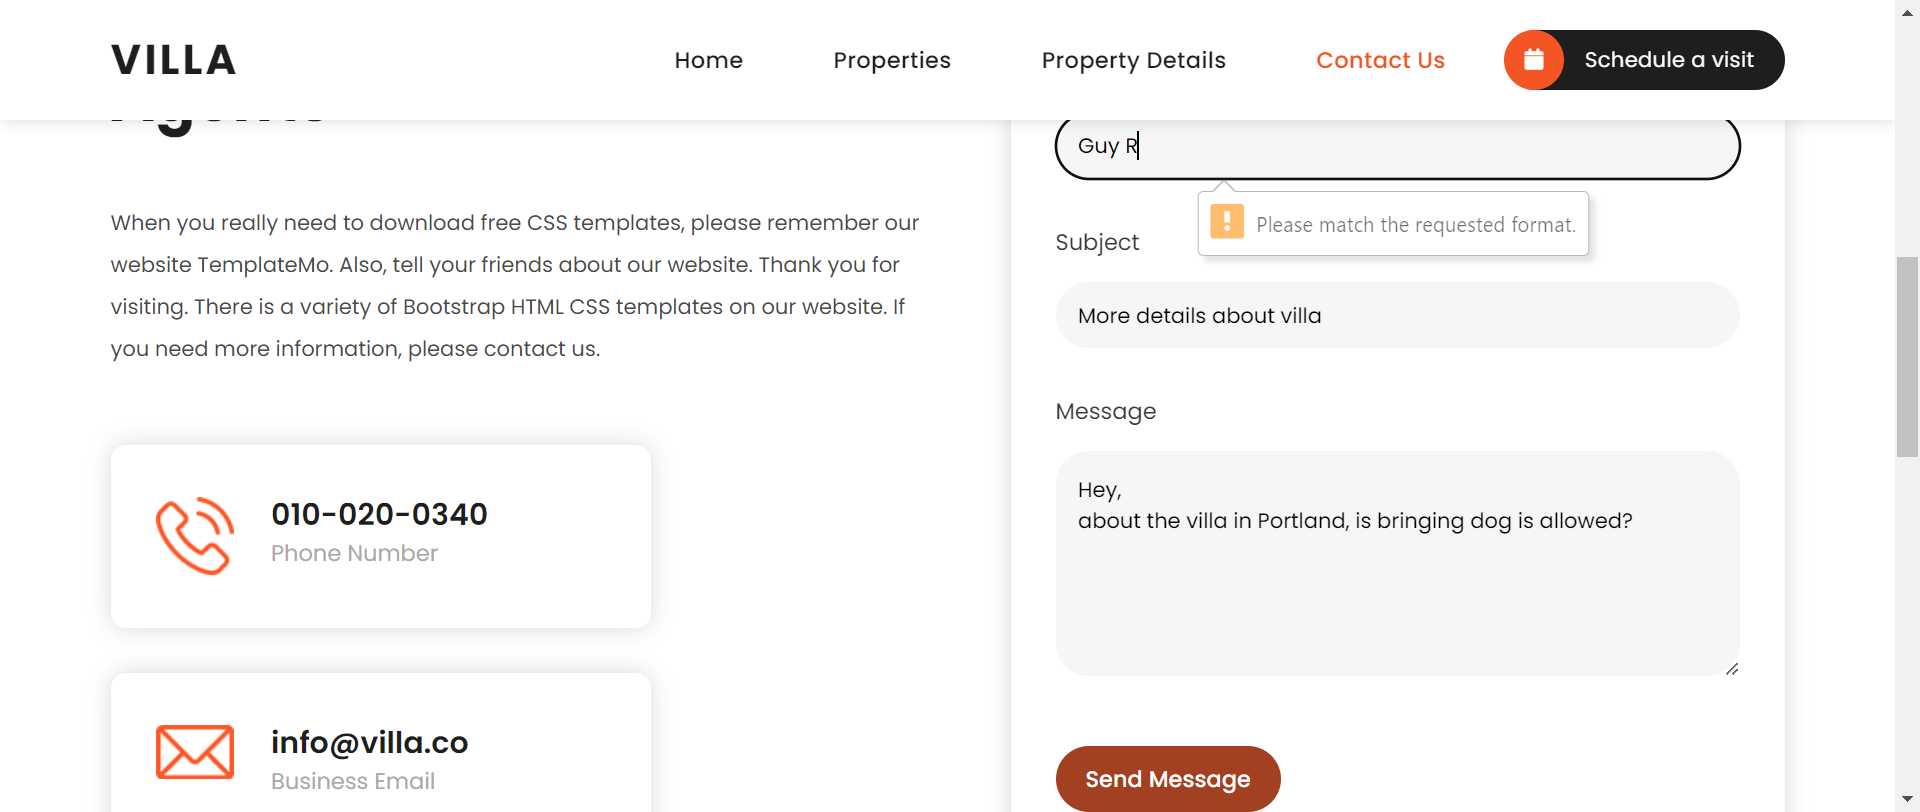 VILLA
Home
Properties
Property Details
Contact Us
Schedule a visit
When you really need to download free CSS templates, please remember our
website TemplateMo. Also, tell your friends about our website. Thank you for
visiting. There is a variety of Bootstrap HTML CSS templates on our website. If
you need more information, please contact us.
010-020-0340
Phone Number
info@villa.co
Business Email
Guy R
Please match the requested format.
Subject
More details about villa
Message
Hey,
about the villa in Portland, is bringing dog is allowed?
Send Message